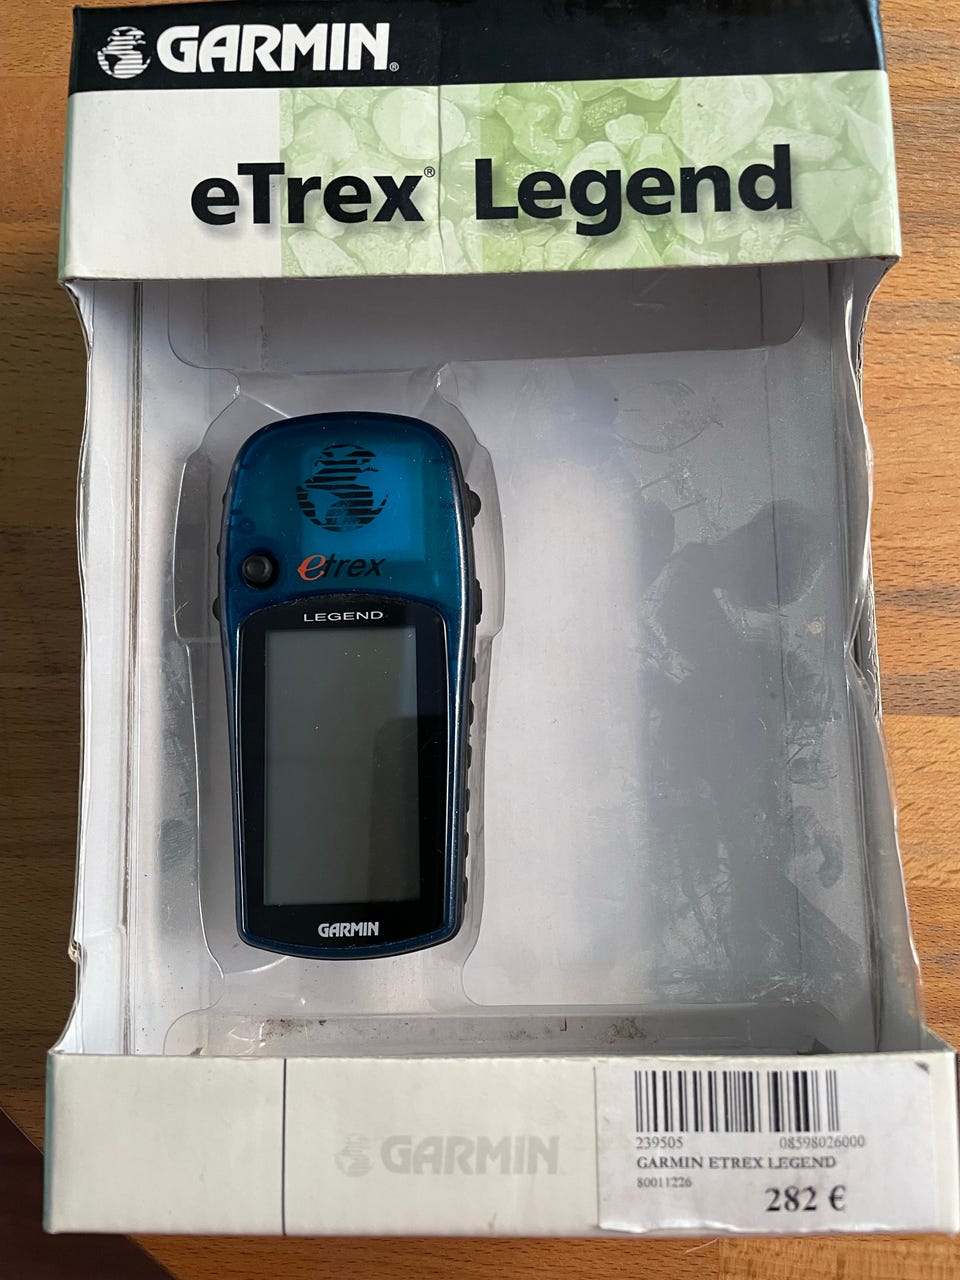 GARMIN®
eTrex® Legend
etrex
LEGEND
GARMIN
GARMIN
239505 08598026000
GARMIN ETREX LEGEND
80011226
282 €